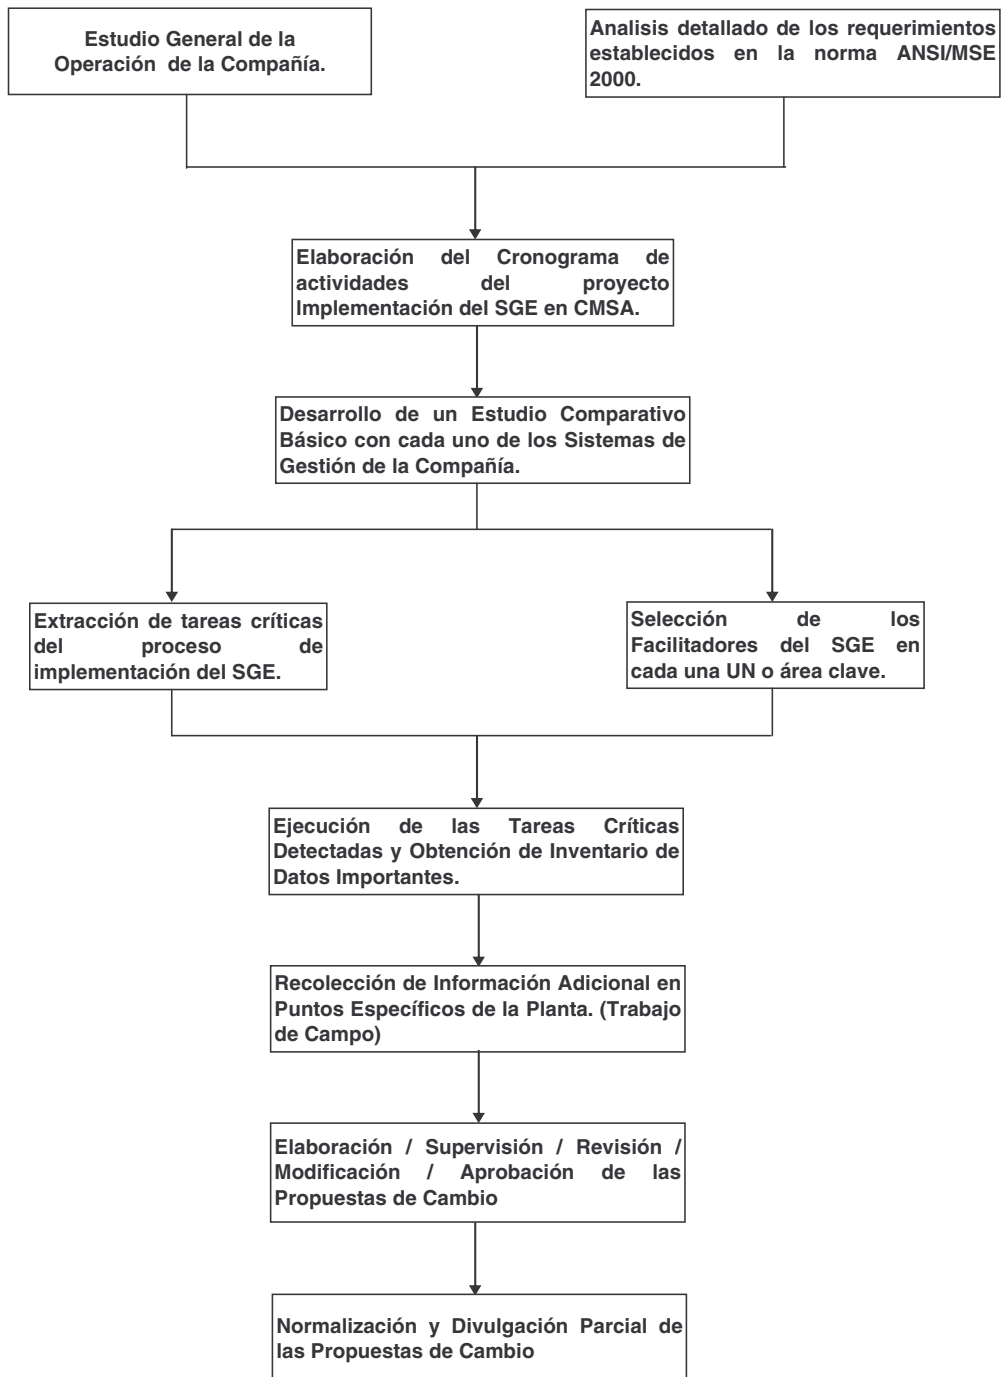 Estudio General de la
Operación de la Compañía.
Analisis detallado de los requerimientos
establecidos en la norma ANSI/MSE
2000.
Elaboración del Cronograma de
actividades del proyecto
Implementación del SGE en CMSA.
Desarrollo de un Estudio Comparativo
Básico con cada uno de los Sistemas de
Gestión de la Compañía.
Extracción de tareas críticas
del proceso de
implementación del SGE.
Selección de los
Facilitadores del SGE en
cada una UN o área clave.
Ejecución de las Tareas Críticas
Detectadas y Obtención de Inventario de
Datos Importantes.
Recolección de Información Adicional en
Puntos Específicos de la Planta. (Trabajo
de Campo)
Elaboración / Supervisión / Revisión /
Modificación / Aprobación de las
Propuestas de Cambio
Normalización y Divulgación Parcial de
las Propuestas de Cambio